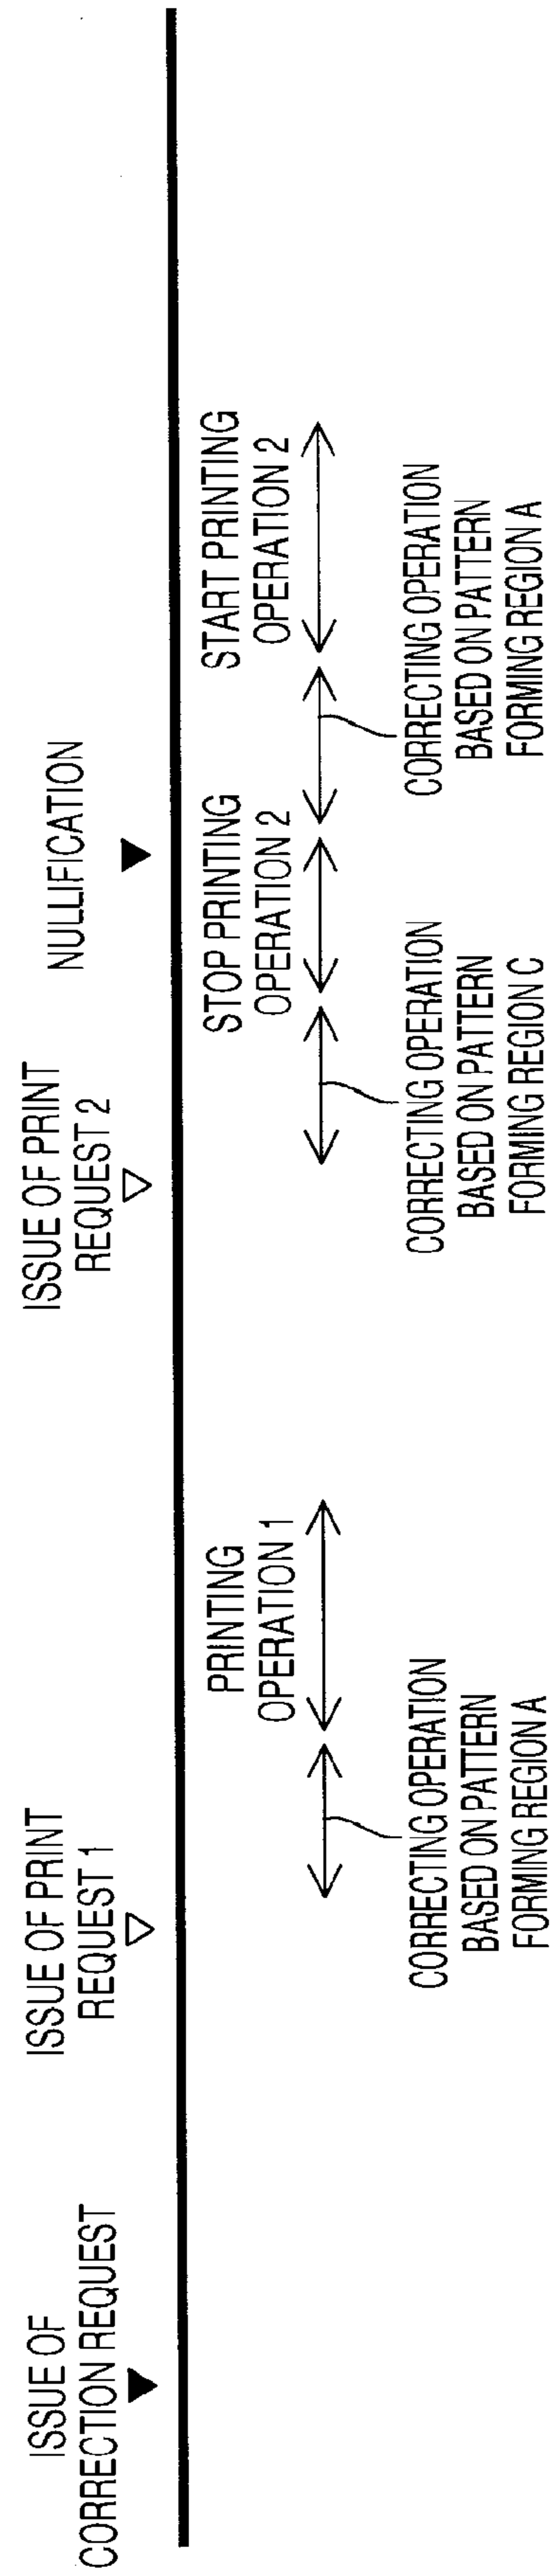 ISSUE OF
CORRECTION REQUEST
ISSUE OF PRINT
REQUEST 1
ISSUE OF PRINT
REQUEST 2
NULLIFICATION
PRINTING
OPERATION 1
STOP PRINTING
OPERATION 2
START PRINTING
OPERATION 2
CORRECTING OPERATION
BASED ON PATTERN
FORMING REGION A
CORRECTING OPERATION
BASED ON PATTERN
FORMING REGION C
CORRECTING OPERATION
BASED ON PATTERN
FORMING REGION A